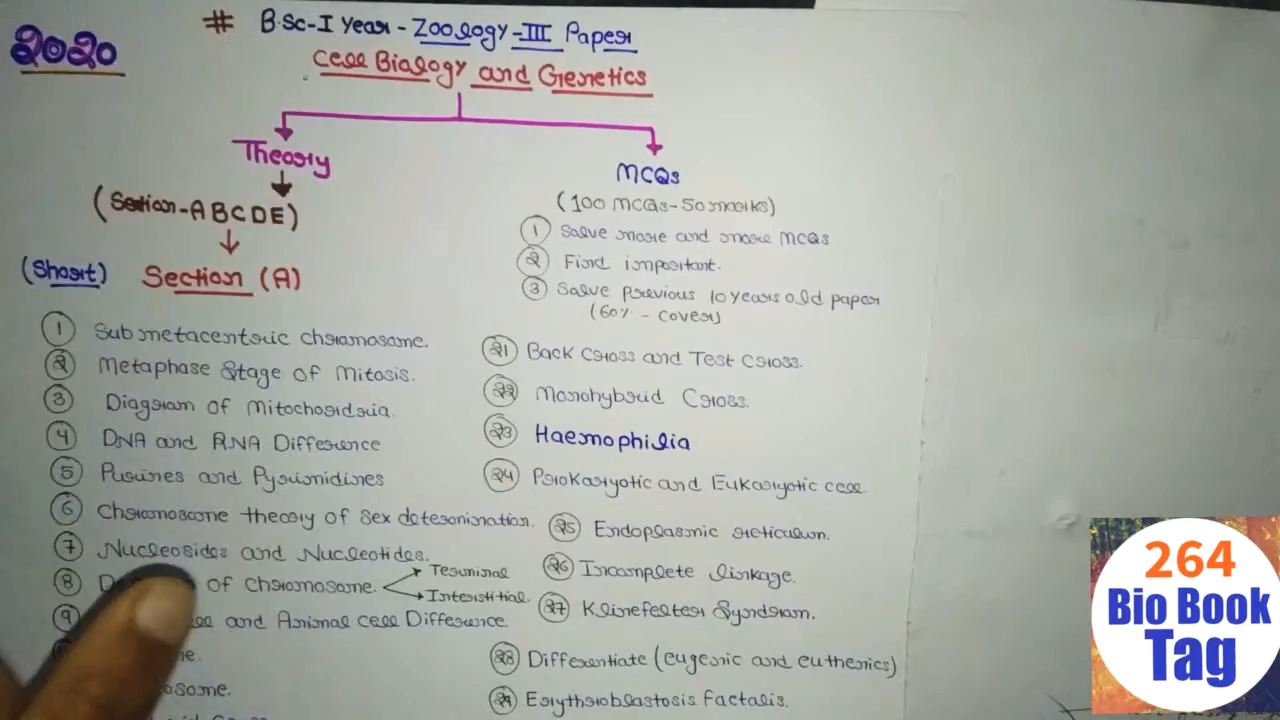 2020
# B.Sc-I Year - Zoology-III Paper
Cell Biology and Genetics
Theory
(Section-ABCDE)
(Short) Section (A)
① Submetacentric chromosome.
② Metaphase Stage of Mitosis.
③ Diagram of Mitochordria.
④ DNA and RNA Difference
⑤ Purines and Pyrimidines
⑥ Chromosome theory of Sex determination.
⑦ Nucleosides and Nucleotides.
⑧ of Chromosome. Terminal
Interstitial
⑨ and Animal cell Difference.
MCQs
(100 MCQs-50 marks)
① Solve more and more MCQs
② Find important.
③ Solve previous 10 years old paper
(60% - cover)
㉑ Back Cross and Test Cross.
㉒ Monohybrid Cross.
㉓ Haemophilia
㉔ Prokaryotic and Eukaryotic cell
㉕ Endoplasmic reticulum.
㉖ Incomplete linkage.
㉗ Klinefelter Syndram.
㉘ Differentiate (eugenic and euthenics)
㉙ Erythroblastosis factalis.
264
Bio Book
Tag